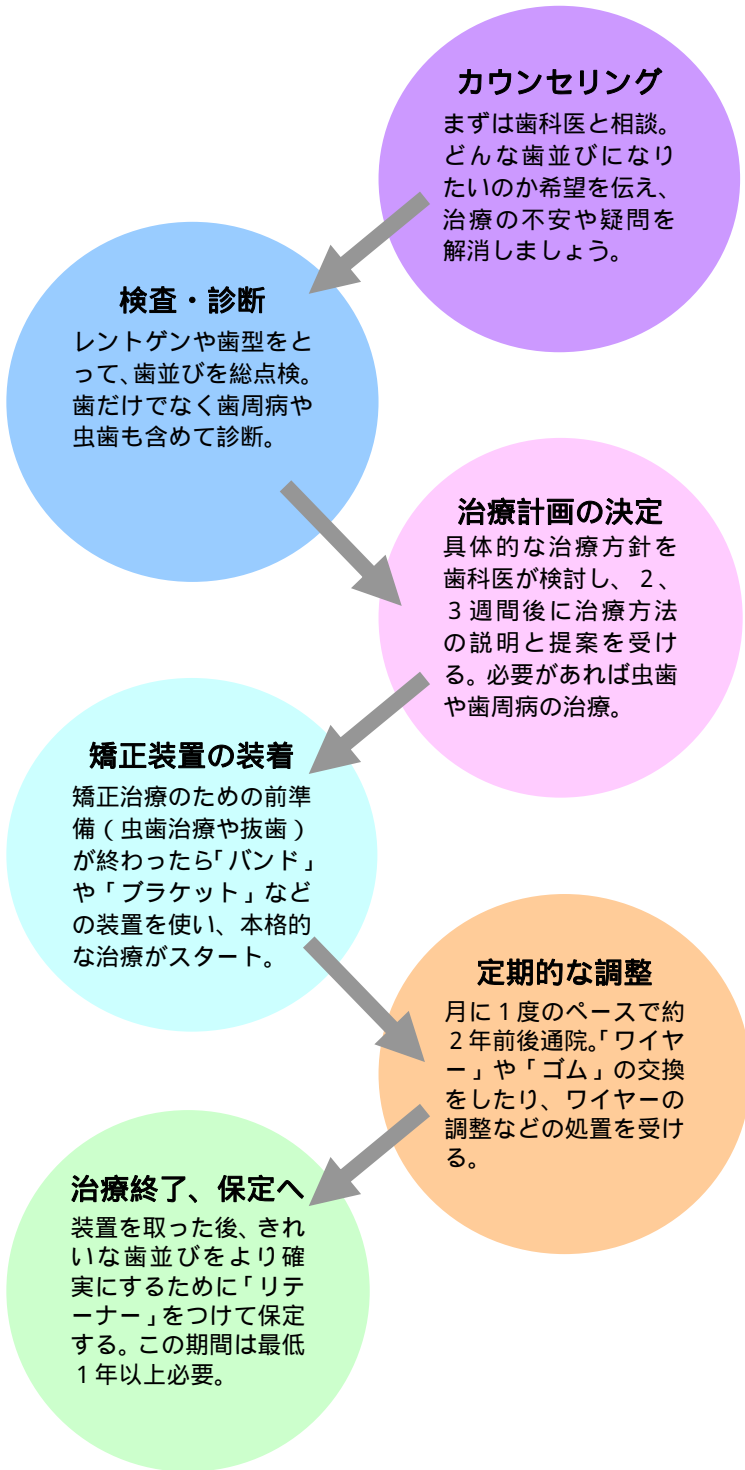 カウンセリング
まずは歯科医と相談。
どんな歯並びになり
たいのか希望を伝え、
治療の不安や疑問を
解消しましょう。
検査・診断
レントゲンや歯型をと
って、歯並びを総点検。
歯だけでなく歯周病や
虫歯も含めて診断。
治療計画の決定
具体的な治療方針を
歯科医が検討し、２、
３週間後に治療方法
の説明と提案を受け
る。必要があれば虫歯
や歯周病の治療。
矯正装置の装着
矯正治療のための前準
備（虫歯治療や抜歯）
が終わったら「バンド」
や「ブラケット」など
の装置を使い、本格的
な治療がスタート。
定期的な調整
月に１度のペースで約
２年前後通院。「ワイヤ
ー」や「ゴム」の交換
をしたり、ワイヤーの
調整などの処置を受け
る。
治療終了、保定へ
装置を取った後、きれ
いな歯並びをより確
実にするために「リテ
ーナー」をつけて保定
する。この期間は最低
１年以上必要。